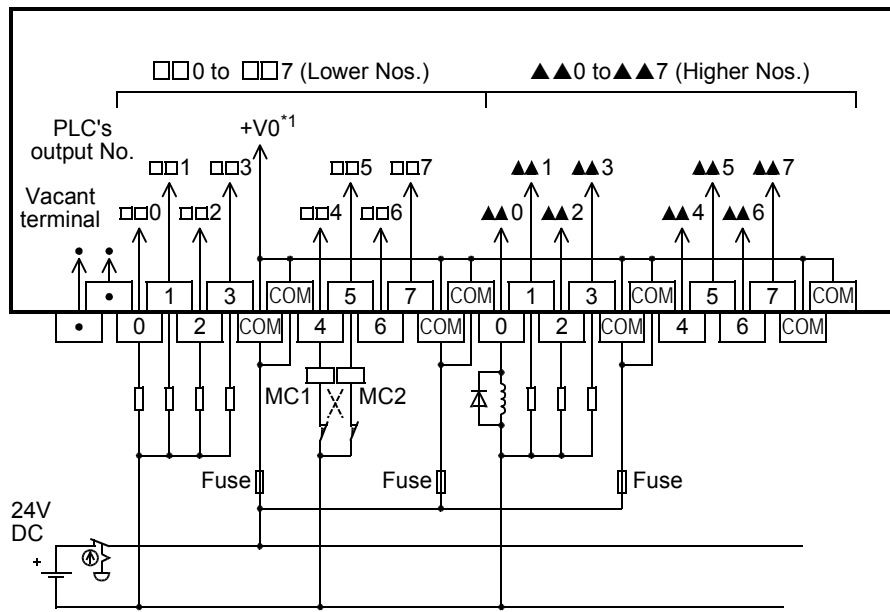 □□0 to □□7 (Lower Nos.) ▲▲0 to▲▲7 (Higher Nos.)
PLC's
output No.
+V0*1
□□1 □□3 □□5 □□7 ▲▲1 ▲▲3 ▲▲5 ▲▲7
Vacant
terminal
□□0 □□2 □□4 □□6 ▲▲0 ▲▲2 ▲▲4 ▲▲6
1 3 COM 5 7 COM 1 3 COM 5 7 COM
0 2 COM 4 6 COM 0 2 COM 4 6 COM
MC1 MC2
Fuse Fuse Fuse
24V
DC
+